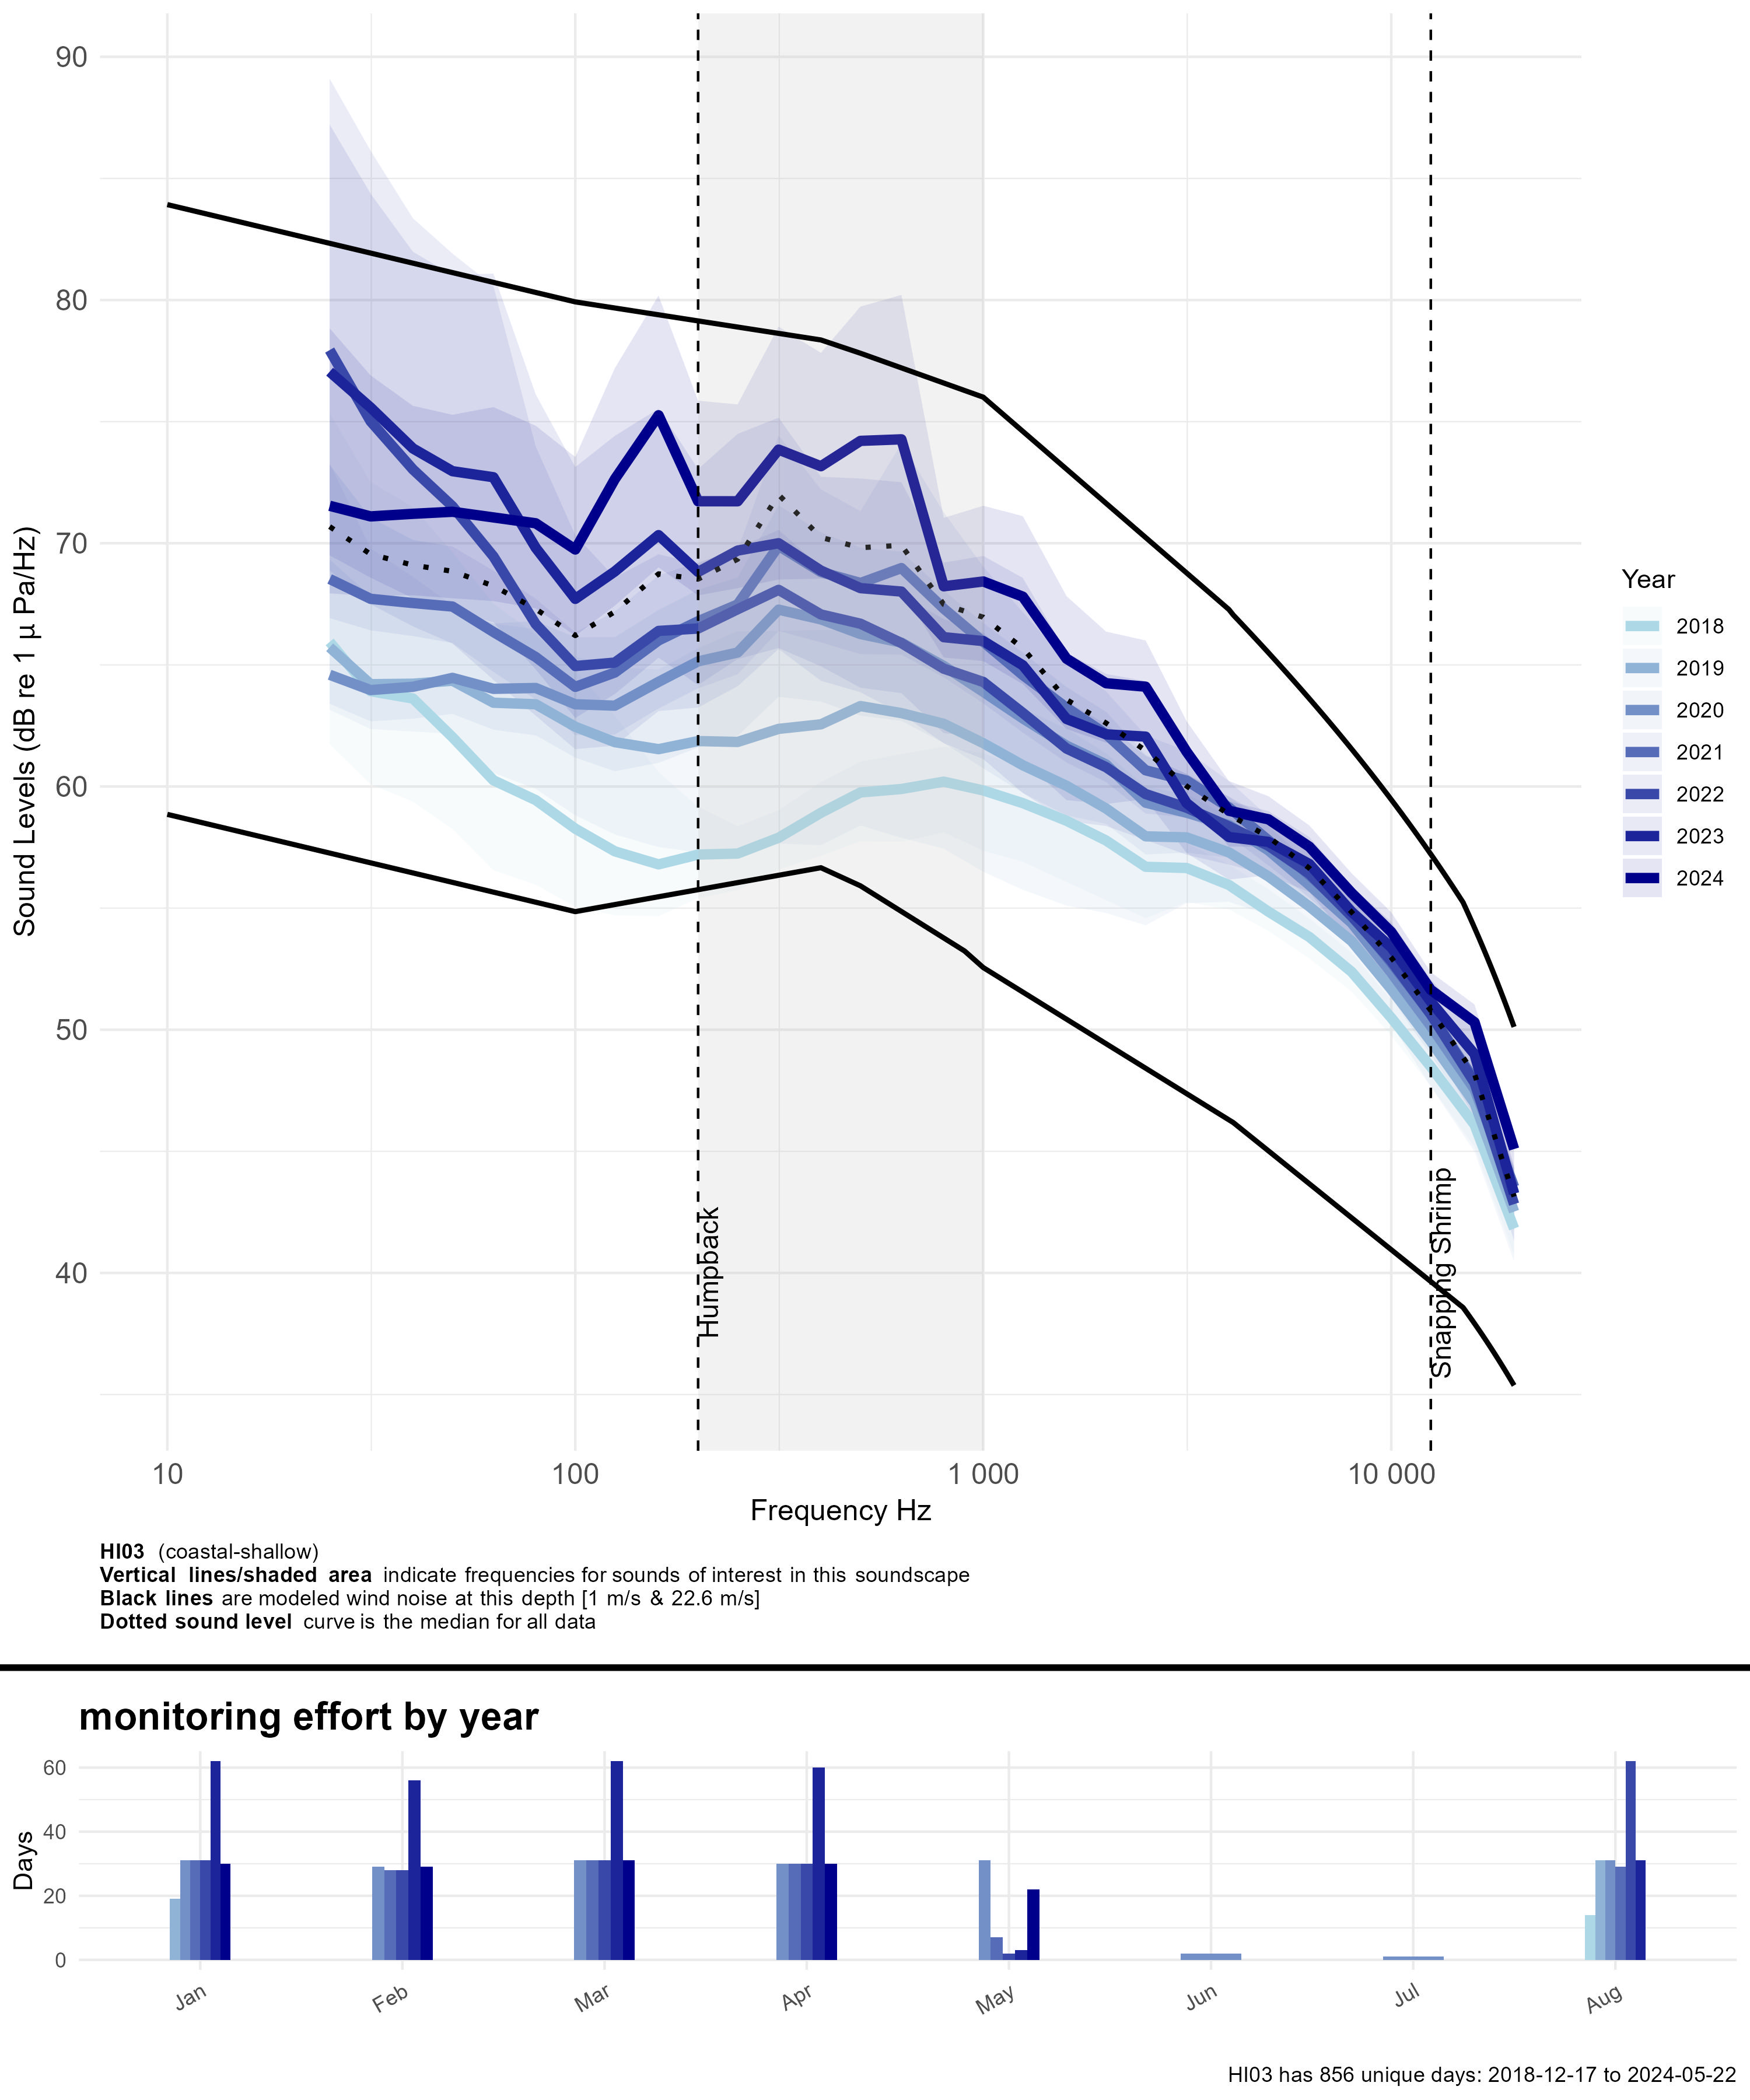 90
80
70
60
50
40
Sound Levels (dB re 1 µ Pa/Hz)
Humpback
Snapping Shrimp
10
100
1 000
10 000
Frequency Hz
Year
2018
2019
2020
2021
2022
2023
2024
HI03 (coastal-shallow)
Vertical lines/shaded area indicate frequencies for sounds of interest in this soundscape
Black lines are modeled wind noise at this depth [1 m/s & 22.6 m/s]
Dotted sound level curve is the median for all data
monitoring effort by year
60
40
20
0
Days
Jan
Feb
Mar
Apr
May
Jun
Jul
Aug
HI03 has 856 unique days: 2018-12-17 to 2024-05-22